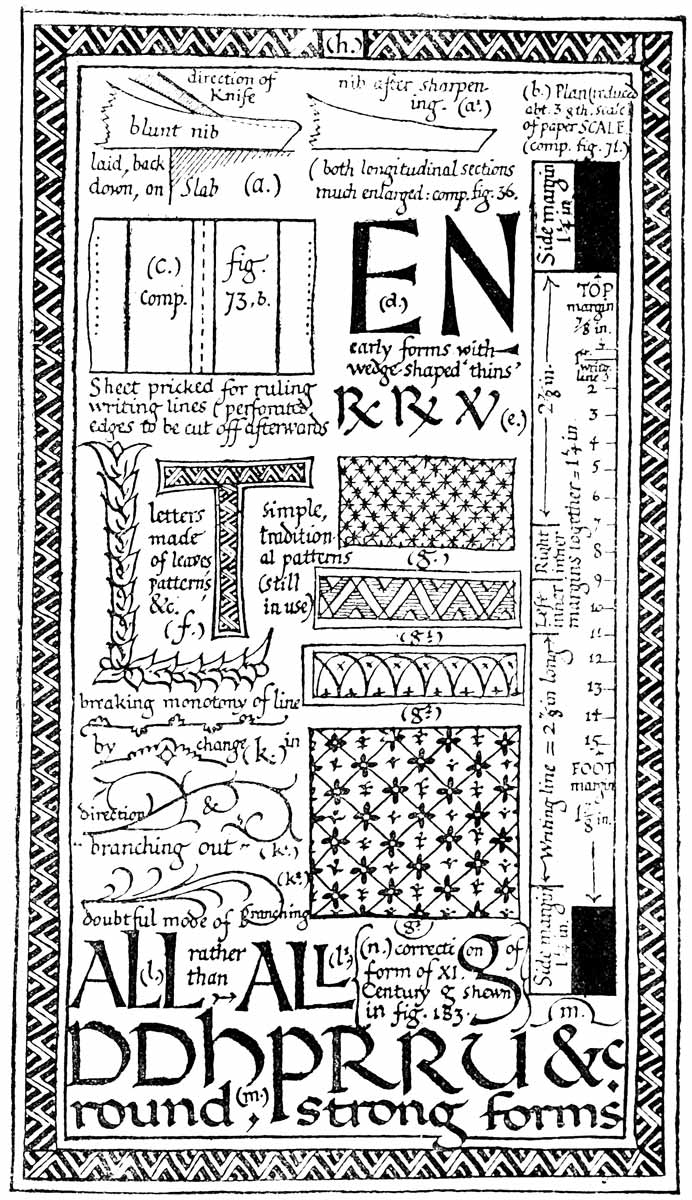 (h.)
direction of
Knife
blunt nib
laid, back
down, on
Slab
(a.)
nib after sharpen-
ing. (a¹.)
(both longitudinal sections
much enlarged: comp. fig. 36.
(b.) Plan (reduced
abt. 3 8th. scale)
of paper SCALE
(comp. fig. 71.)
(c.)
comp.
fig.
73, b.
Sheet pricked for ruling
writing lines (perforated
edges to be cut off afterwards
EN
(d.)
early forms with
wedge-shaped 'thins'
(e.)
letters
made
of leaves
patterns
&c.
(f.)
simple,
tradition-
al patterns
(still
in use)
(g.)
(g¹.)
(g².)
g³.
breaking monotony of line
by
change
(k.)
in
direction
&
"branching out" (k¹.)
(k².)
doubtful mode of branching
ALL
(l.)
rather
than
ALL
(l¹.)
(n.) correction of
form of XI.
Century g shewn
in fig. 183.
g
Side margin
1¼ in
TOP
margin
7/8 in.
writg
line
2
3
4
5
6
7
8
9
10
11
12
13
14
15
FOOT
margin
in.
2⅞ in.
Right inner
Left inner
margins together = 1¼ in.
Writing line = 2⅞ in long
Side margin
1¼ in.
m.
DDhpRRU &c.
round, (m.) strong forms.